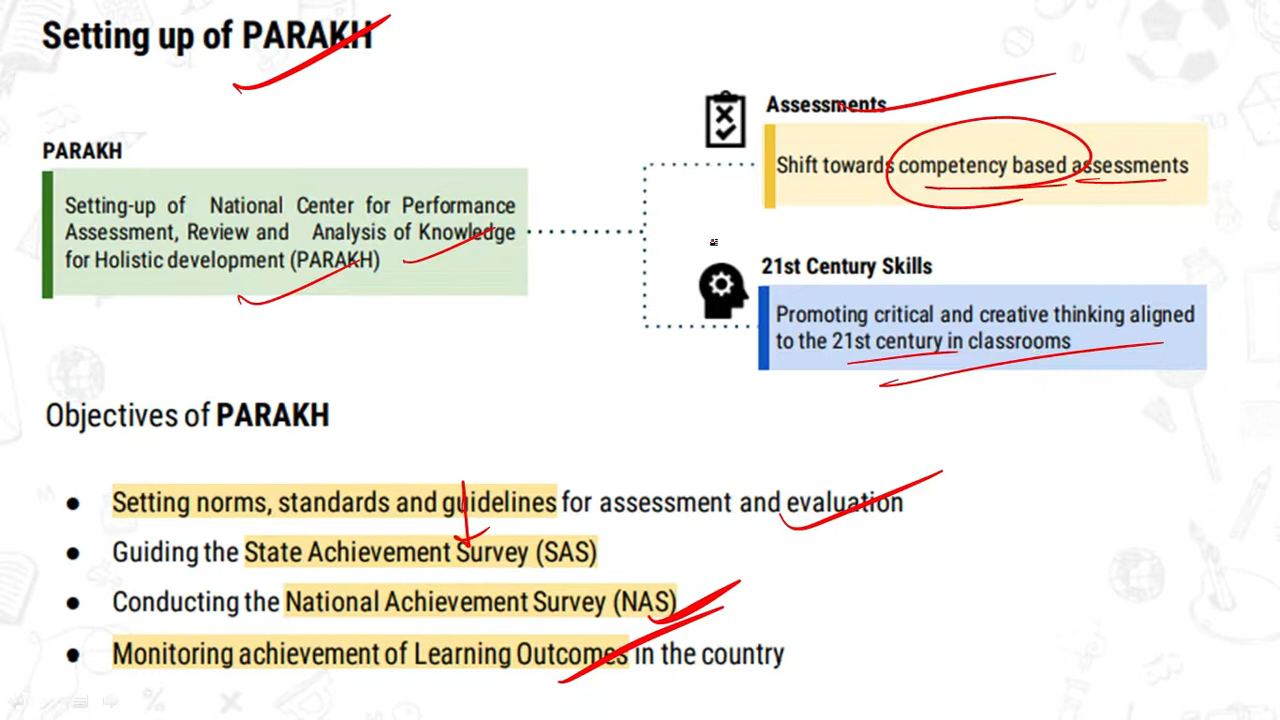 Setting up of PARAKH
PARAKH
Setting-up of National Center for Performance
Assessment, Review and Analysis of Knowledge
for Holistic development (PARAKH)
Assessments
Shift towards competency based assessments
21st Century Skills
Promoting critical and creative thinking aligned
to the 21st century in classrooms
Objectives of PARAKH
● Setting norms, standards and guidelines for assessment and evaluation
● Guiding the State Achievement Survey (SAS)
● Conducting the National Achievement Survey (NAS)
● Monitoring achievement of Learning Outcomes in the country